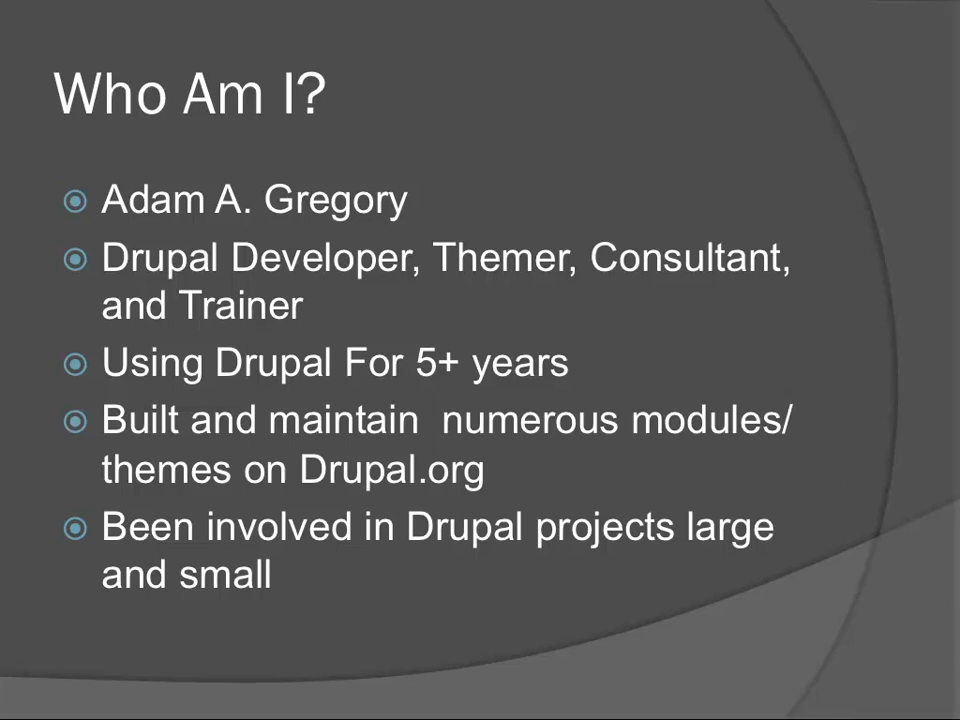 Who Am I?
Adam A. Gregory
Drupal Developer, Themer, Consultant,
and Trainer
Using Drupal For 5+ years
Built and maintain  numerous modules/
themes on Drupal.org
Been involved in Drupal projects large
and small